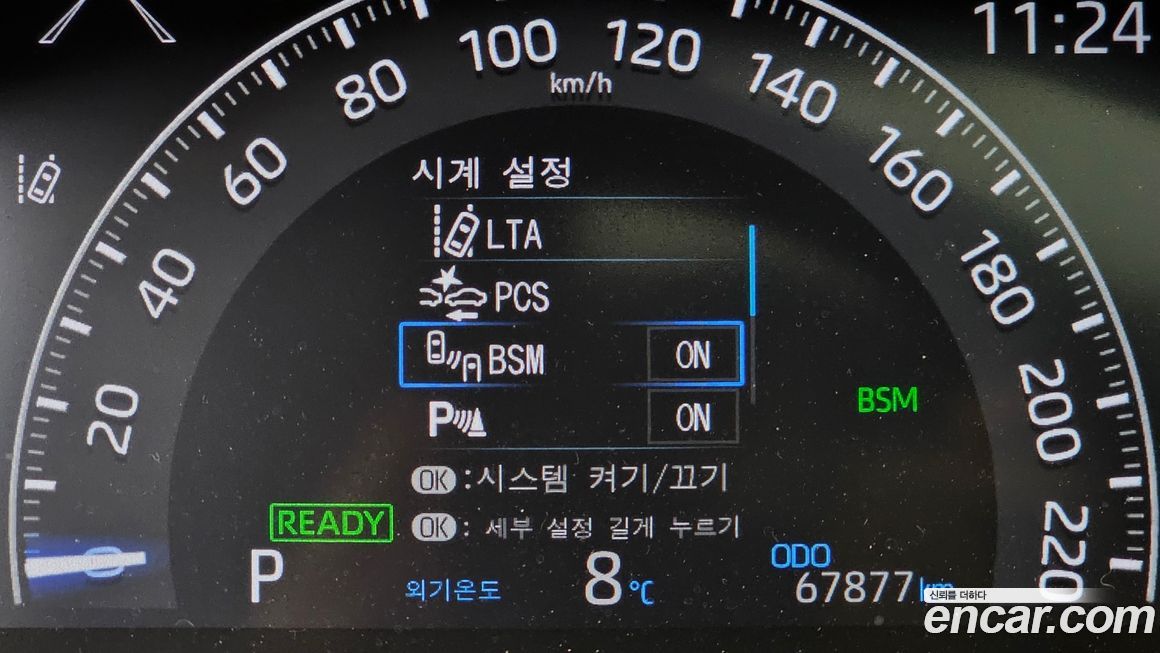 11:24
20
40
60
80
100
120
140
160
180
200
220
km/h
시계 설정
LTA
PCS
BSM ON
P ON
BSM
OK :시스템 켜기/끄기
OK : 세부 설정 길게 누르기
READY
0
P
외기온도 8 °C
ODO
67877 km
신뢰를 더하다
encar.com